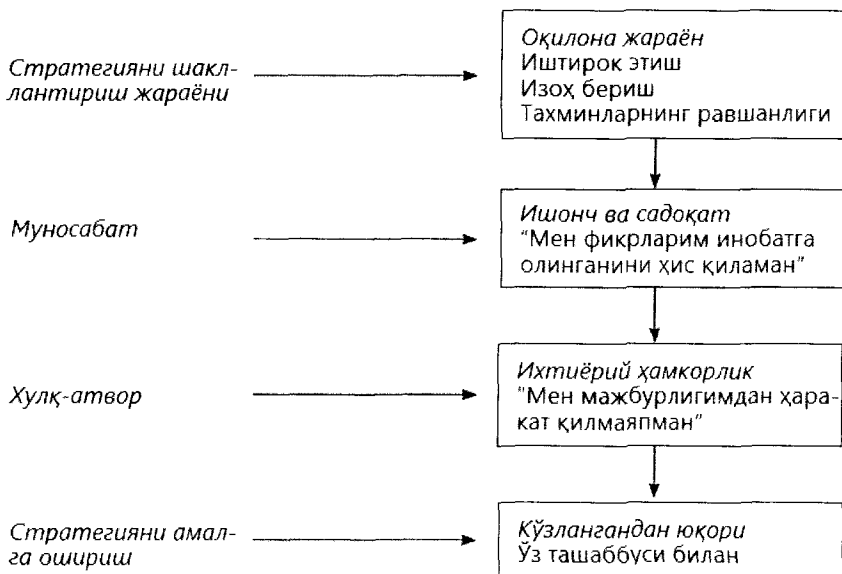 Стратегияни шакл-
лантириш жараёни
Оқилона жараён
Иштирок этиш
Изоҳ бериш
Тахминларнинг равшанлиги
Муносабат
Ишонч ва садоқат
“Мен фикрларим инобатга
олинганини ҳис қиламан”
Хулқ-атвор
Ихтиёрий ҳамкорлик
“Мен мажбурлигимдан ҳара-
кат қилмаяпман”
Стратегияни амал-
га ошириш
Кўзлангандан юқори
Ўз ташаббуси билан